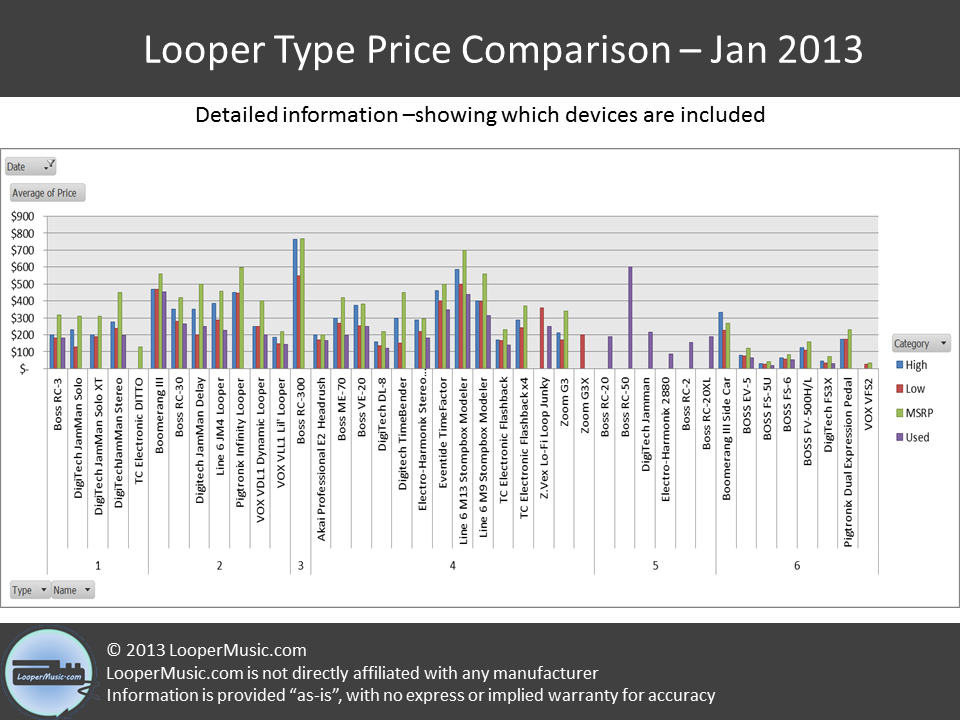 Looper Type Price Comparison – Jan 2013
Detailed information –showing which devices are included
Date
Average of Price
$900
$800
$700
$600
$500
$400
$300
$200
$100
$-
Boss RC-3
DigiTech JamMan Solo
DigiTech JamMan Solo XT
DigiTechJamMan Stereo
TC Electronic DITTO
Boomerang III
Boss RC-30
Digitech JamMan Delay
Line 6 JM4 Looper
Pigtronix Infinity Looper
VOX VDL1 Dynamic Looper
VOX VLL1 Lil' Looper
Boss RC-300
Akai Professional E2 Headrush
Boss ME-70
Boss VE-20
DigiTech DL-8
Digitech TimeBender
Electro-Harmonix Stereo…
Eventide TimeFactor
Line 6 M13 Stompbox Modeler
Line 6 M9 Stompbox Modeler
TC Electronic Flashback
TC Electronic Flashback x4
Z.Vex Lo-Fi Loop Junky
Zoom G3
Zoom G3X
Boss RC-20
Boss RC-50
DigiTech Jamman
Electro-Harmonix 2880
Boss RC-2
Boss RC-20XL
Boomerang III Side Car
BOSS EV-5
BOSS FS-5U
BOSS FS-6
BOSS FV-500H/L
DigiTech FS3X
Pigtronix Dual Expression Pedal
VOX VFS2
1 2 3 4 5 6
Category
High
Low
MSRP
Used
Type Name
LooperMusic.com
© 2013 LooperMusic.com
LooperMusic.com is not directly affiliated with any manufacturer
Information is provided “as-is”, with no express or implied warranty for accuracy